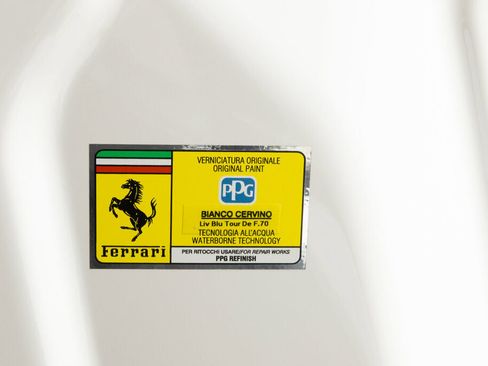 VERNICIATURA ORIGINALE
ORIGINAL PAINT
PPG
BIANCO CERVINO
Liv Blu Tour De F.70
TECNOLOGIA ALL'ACQUA
WATERBORNE TECHNOLOGY
Ferrari
PER RITOCCHI USARE/FOR REPAIR WORKS
PPG REFINISH